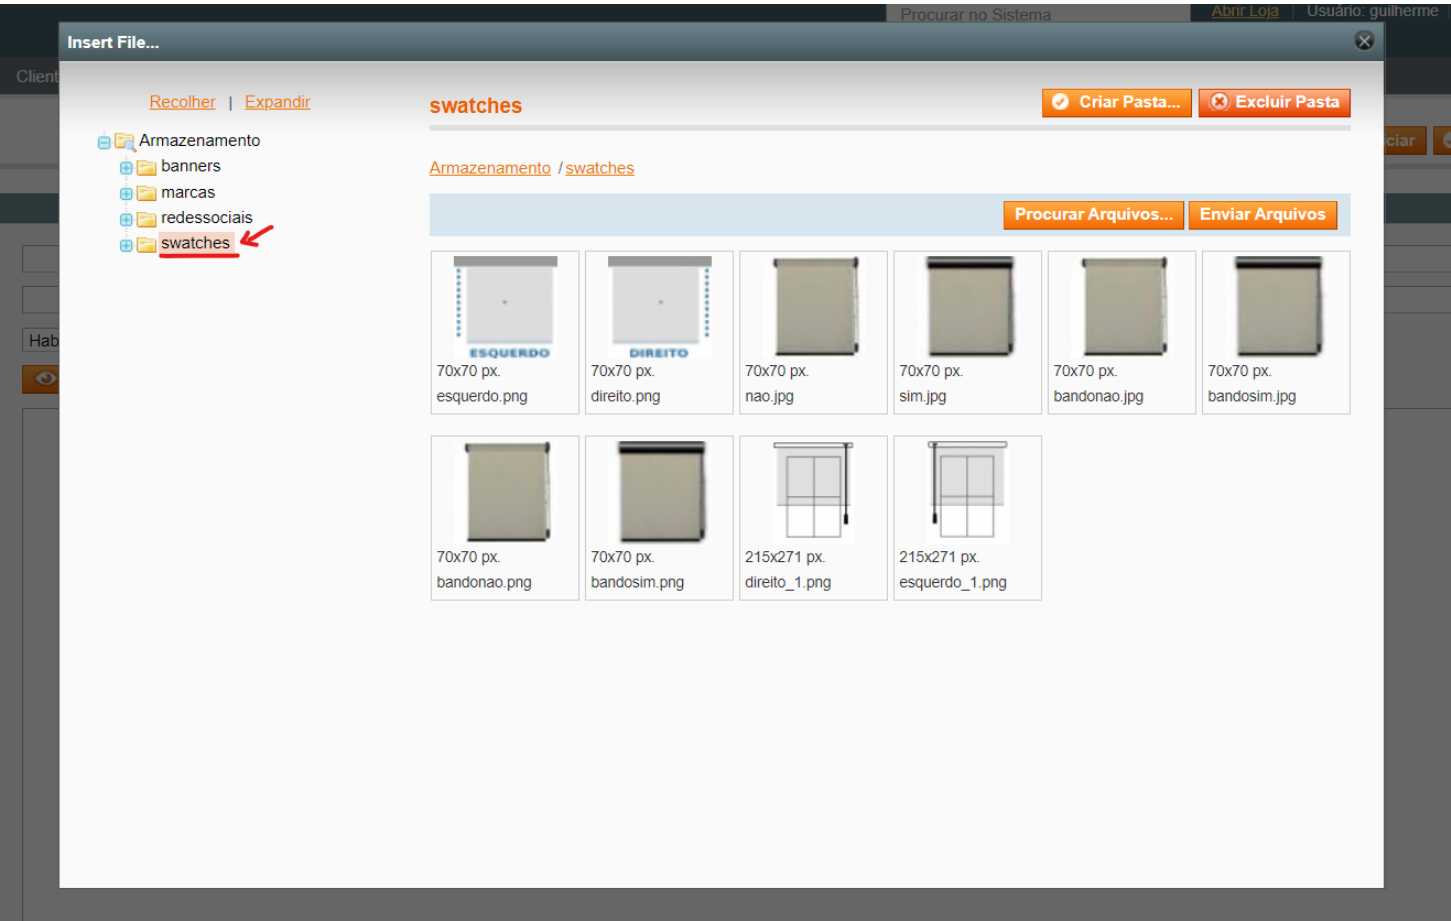 Procurar no Sistema
Abrir Loja | Usuário: guilherme
Insert File...
Client
Recolher | Expandir
swatches
Criar Pasta...
Excluir Pasta
Armazenamento
banners
marcas
redessociais
swatches
ciar
Armazenamento / swatches
Procurar Arquivos...
Enviar Arquivos
Hab
ESQUERDO
DIREITO
70x70 px. 70x70 px. 70x70 px. 70x70 px. 70x70 px. 70x70 px.
esquerdo.png direito.png nao.jpg sim.jpg bandonao.jpg bandosim.jpg
70x70 px. 70x70 px. 215x271 px. 215x271 px.
bandonao.png bandosim.png direito_1.png esquerdo_1.png